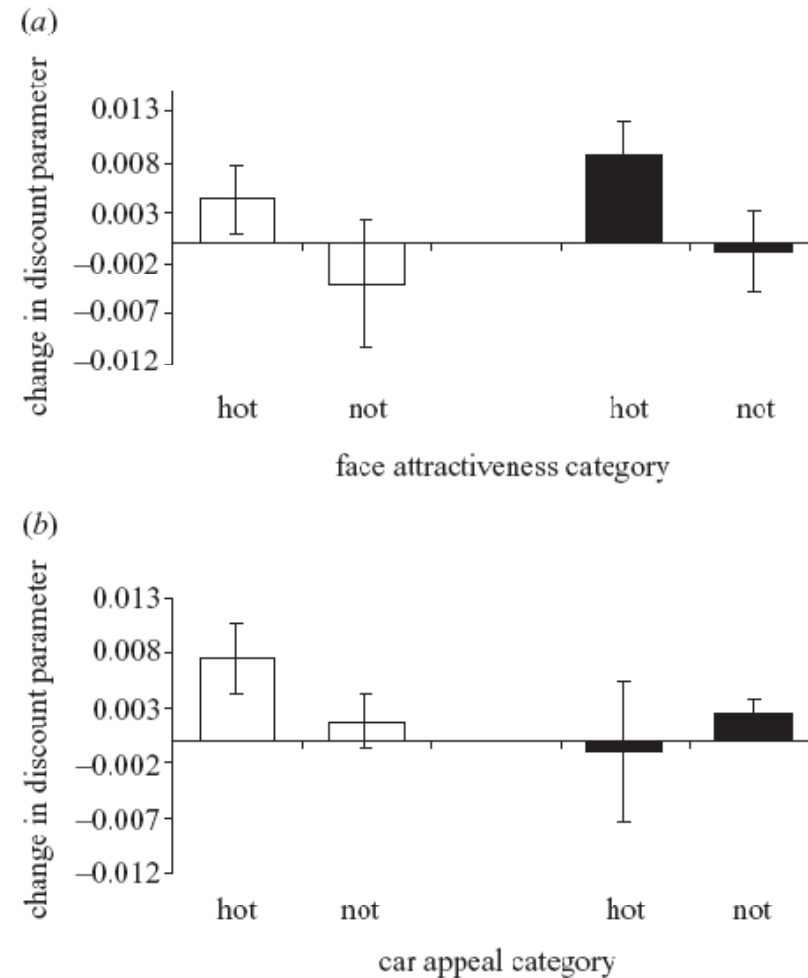 (a)
change in discount parameter
0.013
0.008
0.003
–0.002
–0.007
–0.012
hot not hot not
face attractiveness category
(b)
change in discount parameter
0.013
0.008
0.003
–0.002
–0.007
–0.012
hot not hot not
car appeal category